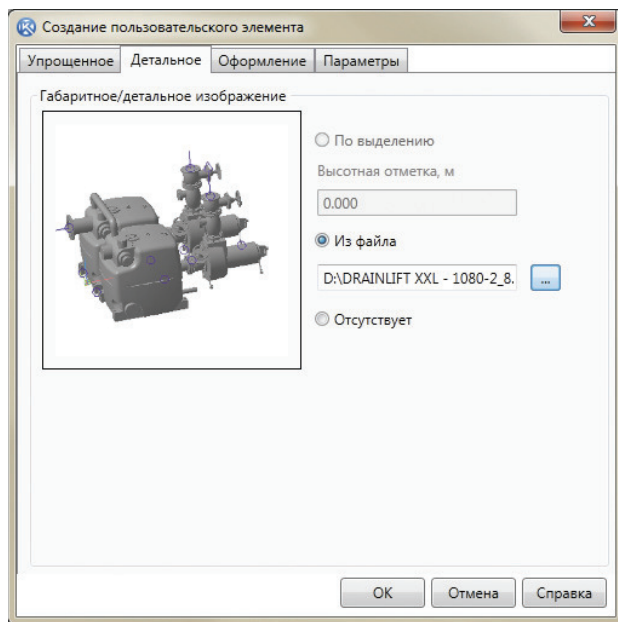 Создание пользовательского элемента
Упрощенное Детальное Оформление Параметры
Габаритное/детальное изображение
По выделению
Высотная отметка, м
0.000
Из файла
D:\DRAINLIFT XXL - 1080-2_8. ...
Отсутствует
ОК Отмена Справка